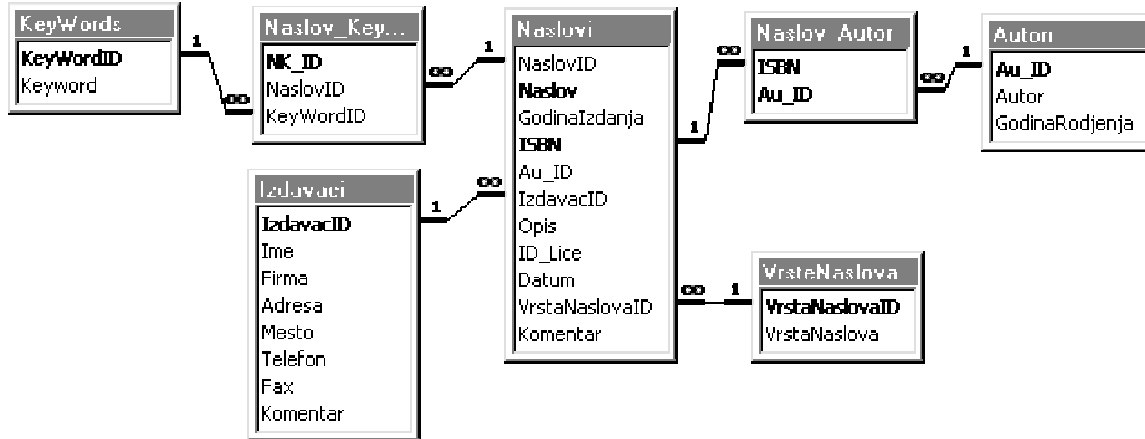 KeyWords
KeyWordID
Keyword
1
∞
Naslov_Key...
NK_ID
NaslovID
KeyWordID
∞
1
Naslovi
NaslovID
Naslov
GodinaIzdanja
ISBN
Au_ID
IzdavacID
Opis
ID_Lice
Datum
VrstaNaslovaID
Komentar
1
∞
Naslov_Autor
ISBN
Au_ID
∞
1
Autori
Au_ID
Autor
GodinaRodjenja
Izdavaci
IzdavacID
Ime
Firma
Adresa
Mesto
Telefon
Fax
Komentar
1
∞
∞
1
VrsteNaslova
VrstaNaslovaID
VrstaNaslova